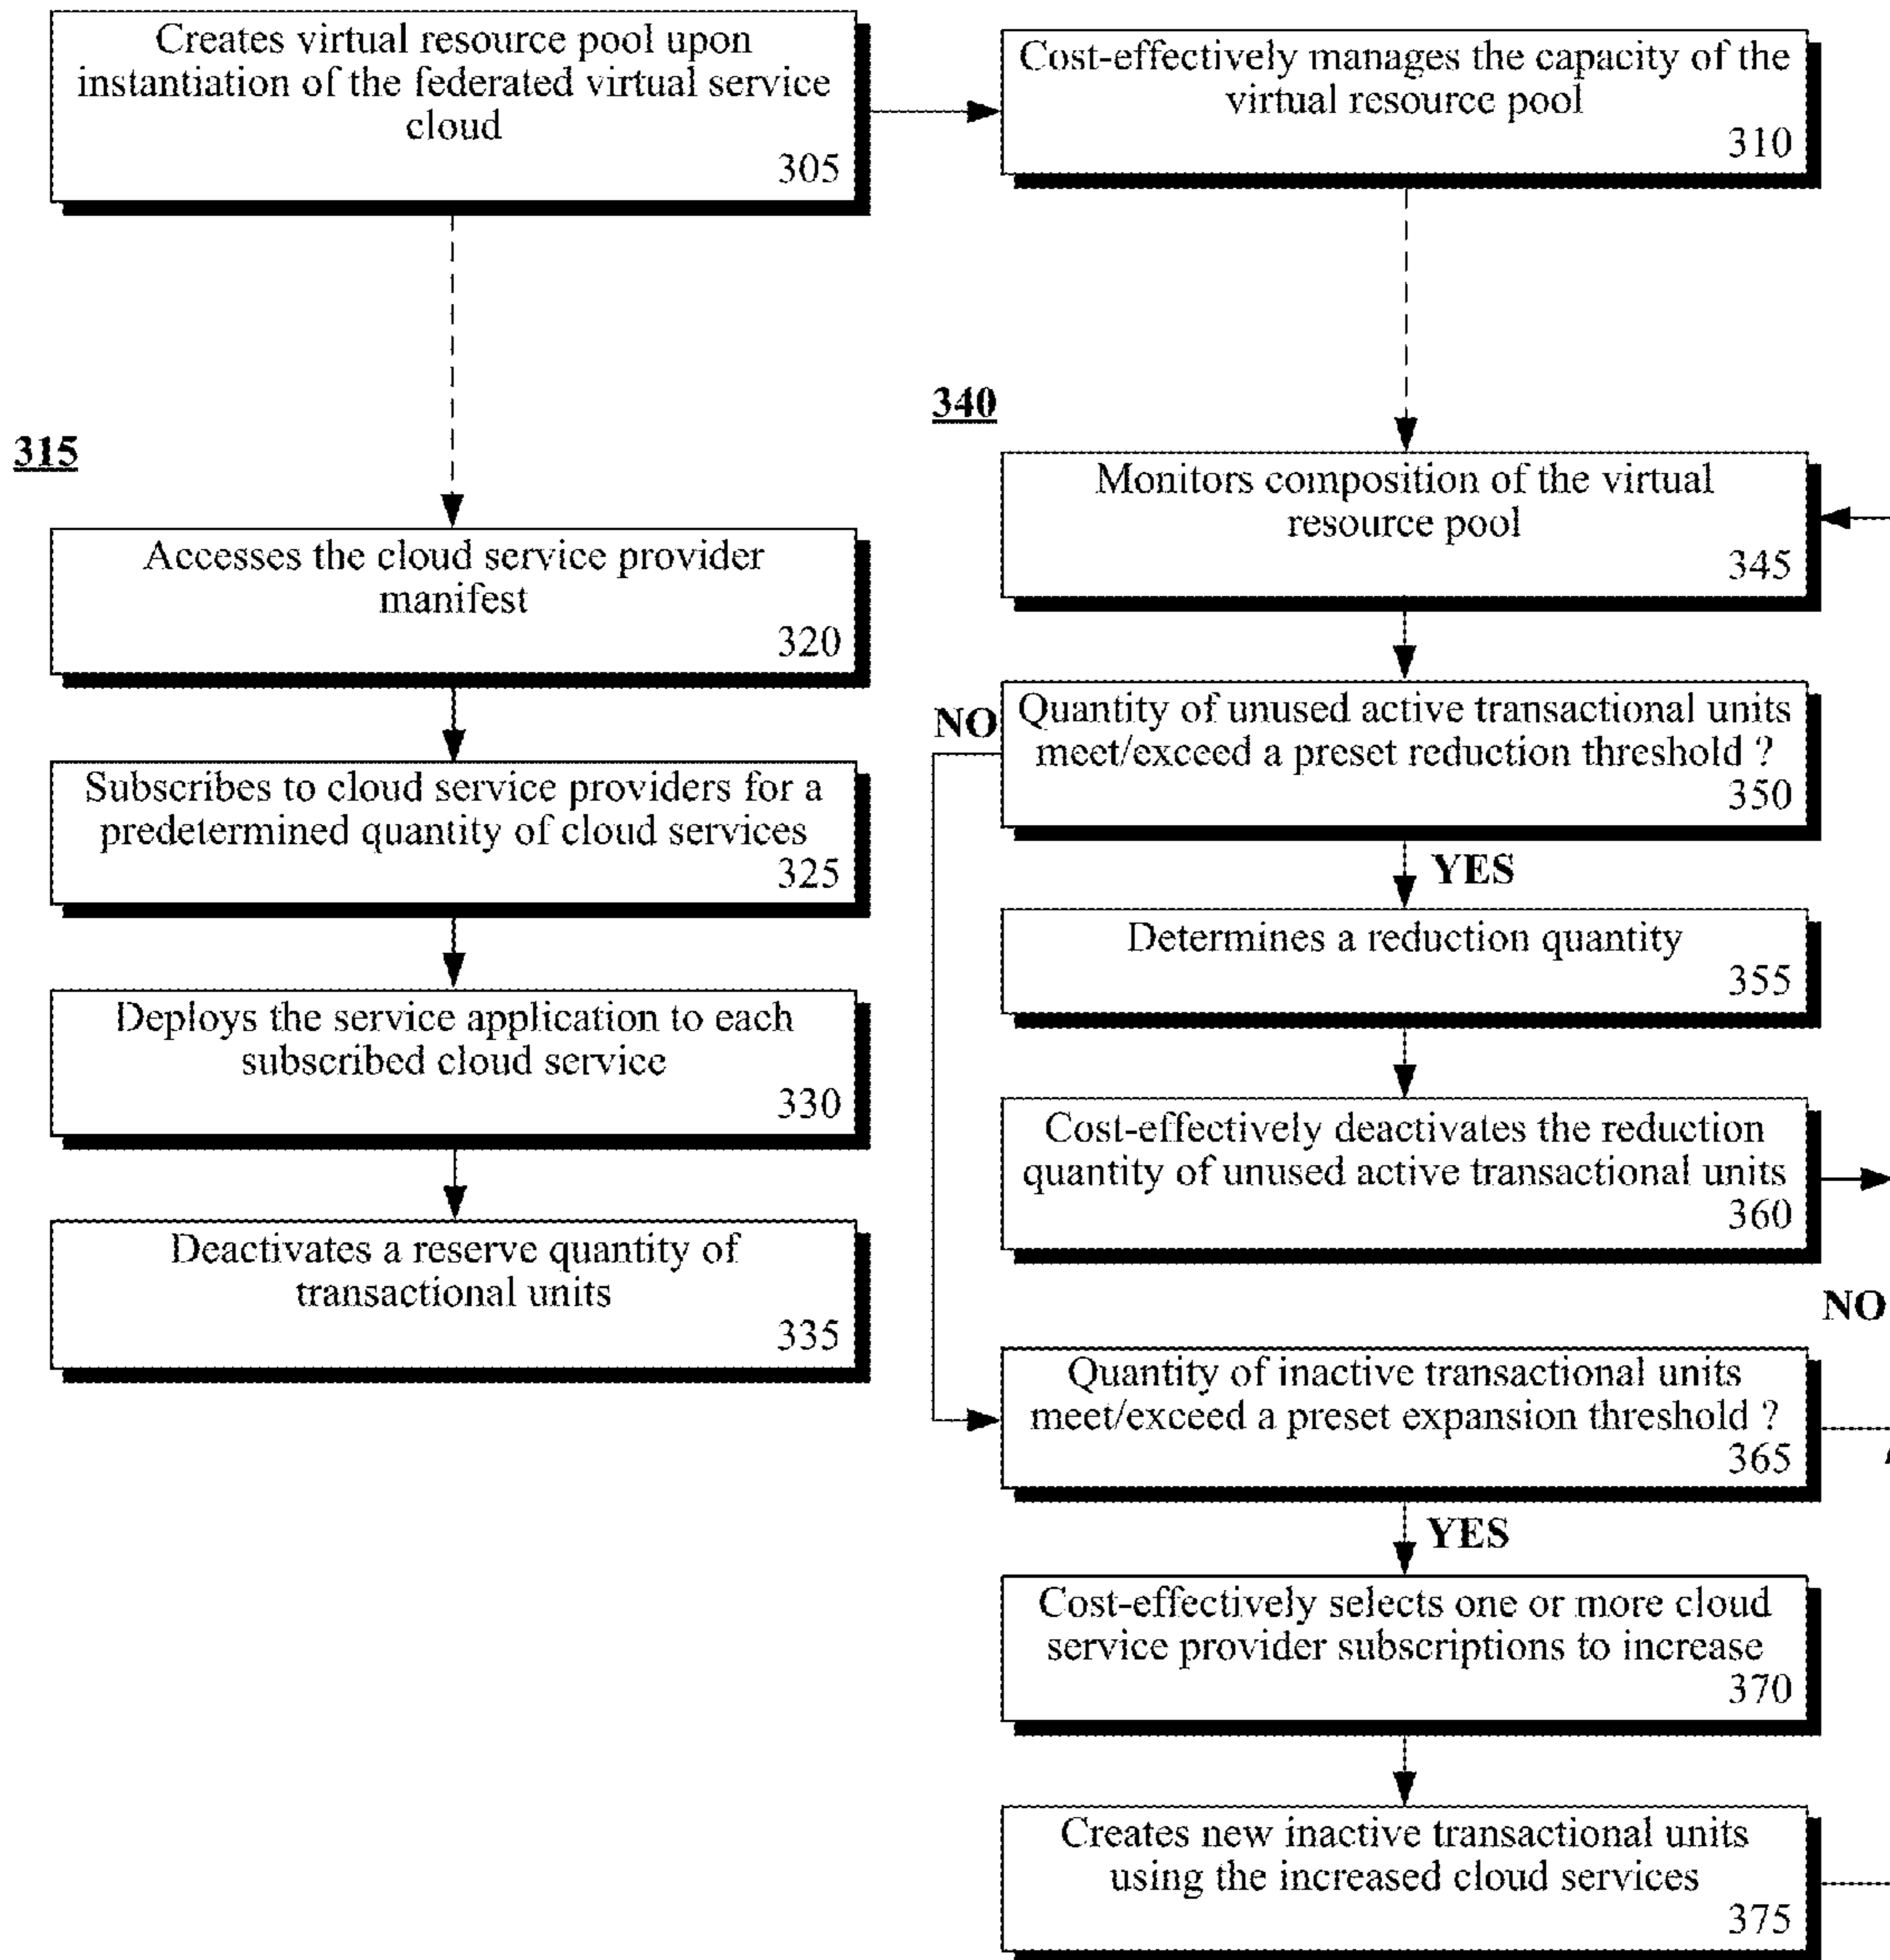 Creates virtual resource pool upon
instantiation of the federated virtual service
cloud
305
Cost-effectively manages the capacity of the
virtual resource pool
310
315
Accesses the cloud service provider
manifest
320
Subscribes to cloud service providers for a
predetermined quantity of cloud services
325
Deploys the service application to each
subscribed cloud service
330
Deactivates a reserve quantity of
transactional units
335
340
Monitors composition of the virtual
resource pool
345
NO
Quantity of unused active transactional units
meet/exceed a preset reduction threshold ?
350
YES
Determines a reduction quantity
355
Cost-effectively deactivates the reduction
quantity of unused active transactional units
360
NO
Quantity of inactive transactional units
meet/exceed a preset expansion threshold ?
365
YES
Cost-effectively selects one or more cloud
service provider subscriptions to increase
370
Creates new inactive transactional units
using the increased cloud services
375